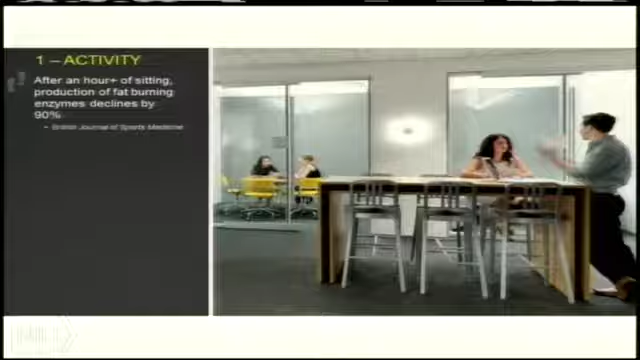 1 – ACTIVITY
After an hour+ of sitting,
production of fat burning
enzymes declines by
90%
– British Journal of Sports Medicine